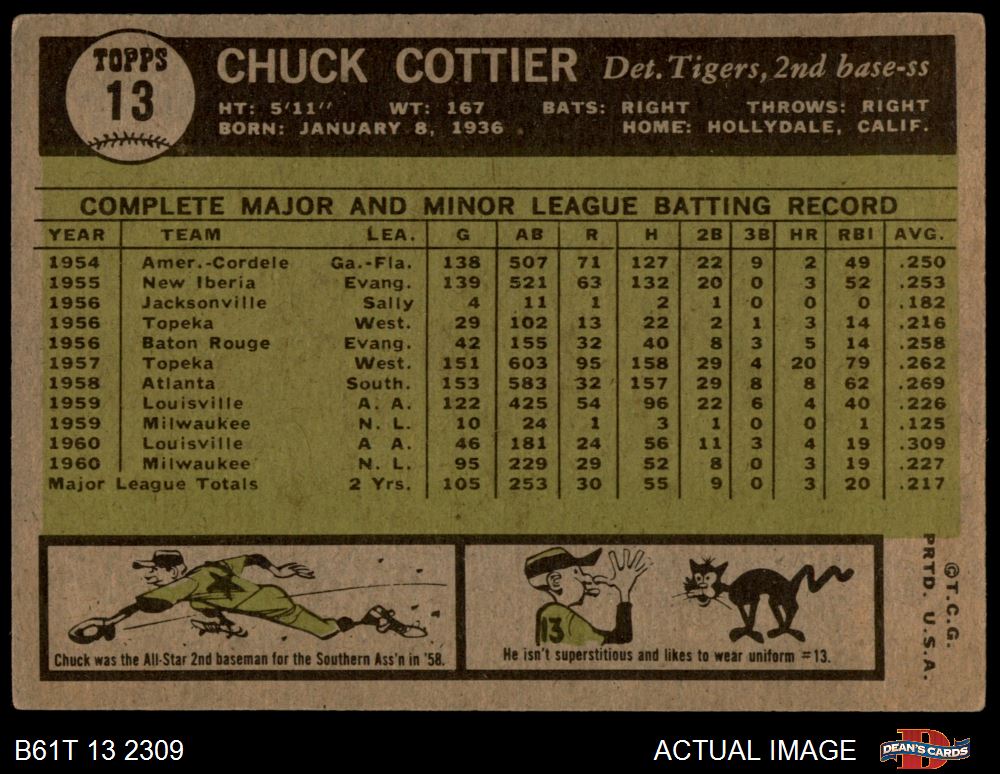 TOPPS
13
CHUCK COTTIER Det. Tigers, 2nd base-ss
HT: 5'11" WT: 167 BATS: RIGHT THROWS: RIGHT
BORN: JANUARY 8, 1936 HOME: HOLLYDALE, CALIF.
COMPLETE MAJOR AND MINOR LEAGUE BATTING RECORD
YEAR TEAM LEA. G AB R H 2B 3B HR RBI AVG.
1954 Amer.-Cordele Ga.-Fla. 138 507 71 127 22 9 2 49 .250
1955 New Iberia Evang. 139 521 63 132 20 0 3 52 .253
1956 Jacksonville Sally 4 11 1 2 1 0 0 0 .182
1956 Topeka West. 29 102 13 22 2 1 3 14 .216
1956 Baton Rouge Evang. 42 155 32 40 8 3 5 14 .258
1957 Topeka West. 151 603 95 158 29 4 20 79 .262
1958 Atlanta South. 153 583 32 157 29 8 8 62 .269
1959 Louisville A. A. 122 425 54 96 22 6 4 40 .226
1959 Milwaukee N. L. 10 24 1 3 1 0 0 1 .125
1960 Louisville A A. 46 181 24 56 11 3 4 19 .309
1960 Milwaukee N. L. 95 229 29 52 8 0 3 19 .227
Major League Totals 2 Yrs. 105 253 30 55 9 0 3 20 .217
Chuck was the All-Star 2nd baseman for the Southern Ass'n in '58.
13
He isn't superstitious and likes to wear uniform #13.
©T.C.G.
PRTD. U.S.A.
B61T 13 2309 ACTUAL IMAGE
DEAN'S CARDS